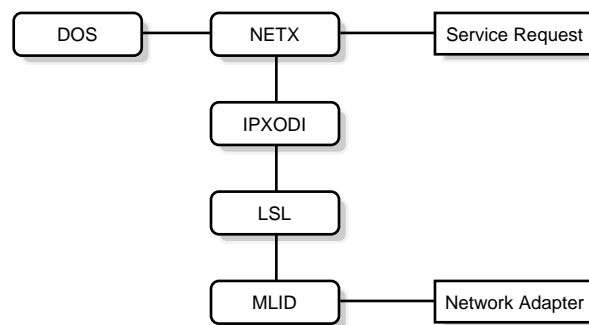 DOS
NETX
Service Request
IPXODI
LSL
MLID
Network Adapter